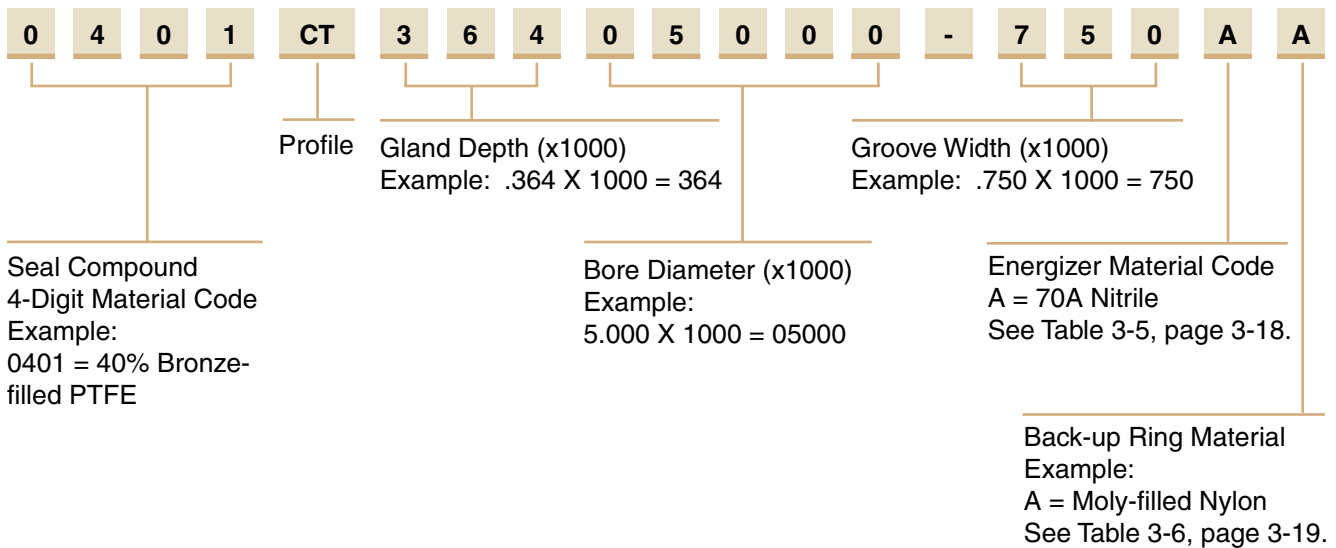 0 4 0 1 CT 3 6 4 0 5 0 0 0 - 7 5 0 A A
Profile
Gland Depth (x1000)
Example: .364 X 1000 = 364
Groove Width (x1000)
Example: .750 X 1000 = 750
Seal Compound
4-Digit Material Code
Example:
0401 = 40% Bronze-
filled PTFE
Bore Diameter (x1000)
Example:
5.000 X 1000 = 05000
Energizer Material Code
A = 70A Nitrile
See Table 3-5, page 3-18.
Back-up Ring Material
Example:
A = Moly-filled Nylon
See Table 3-6, page 3-19.